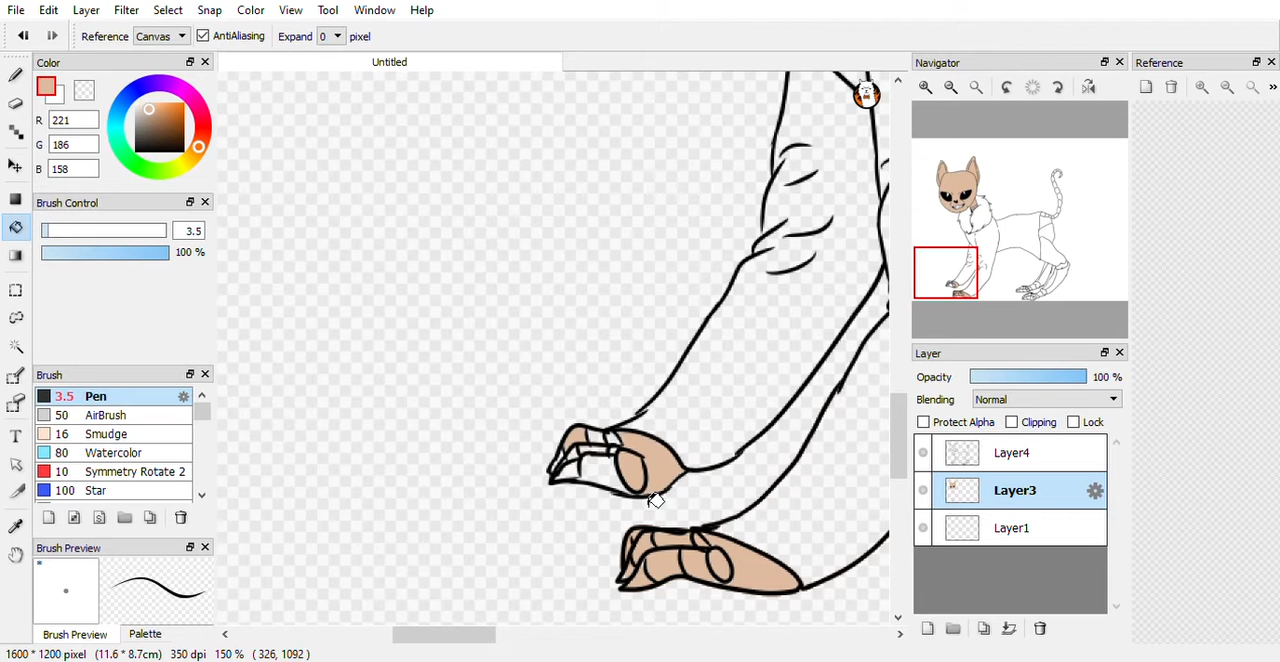 File Edit Layer Filter Select Snap Color View Tool Window Help
Reference Canvas AntiAliasing Expand 0 pixel
Color Untitled Navigator Reference
R 221
G 186
B 158
Brush Control
3.5
100 %
Brush
3.5 Pen
50 AirBrush
16 Smudge
80 Watercolor
10 Symmetry Rotate 2
100 Star
Brush Preview
Brush Preview Palette
Layer
Opacity 100 %
Blending Normal
Protect Alpha Clipping Lock
Layer4
Layer3
Layer1
1600 * 1200 pixel (11.6 * 8.7cm) 350 dpi 150 % ( 326, 1092 )